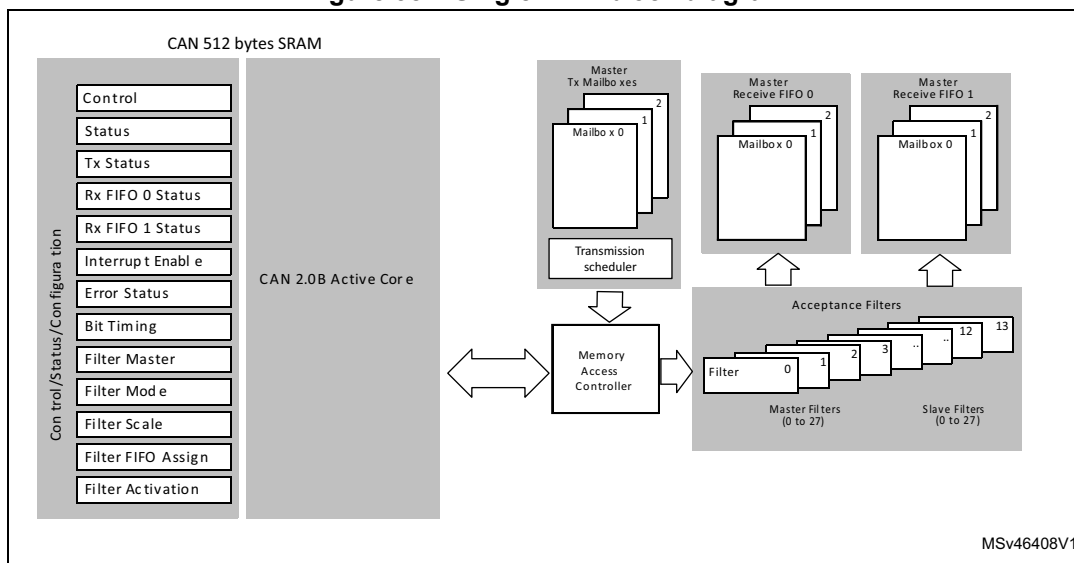 CAN 512 bytes SRAM
Control/Status/Configuration
Control
Status
Tx Status
Rx FIFO 0 Status
Rx FIFO 1 Status
Interrupt Enable
Error Status
Bit Timing
Filter Master
Filter Mode
Filter Scale
Filter FIFO Assign
Filter Activation
CAN 2.0B Active Core
Master
Tx Mailboxes
2
1
Mailbox 0
Transmission
scheduler
Memory
Access
Controller
Master
Receive FIFO 0
2
1
Mailbox 0
Master
Receive FIFO 1
2
1
Mailbox 0
Acceptance Filters
Filter 0
1
2
3
..
..
12
13
Master Filters
(0 to 27)
Slave Filters
(0 to 27)
MSv46408V1